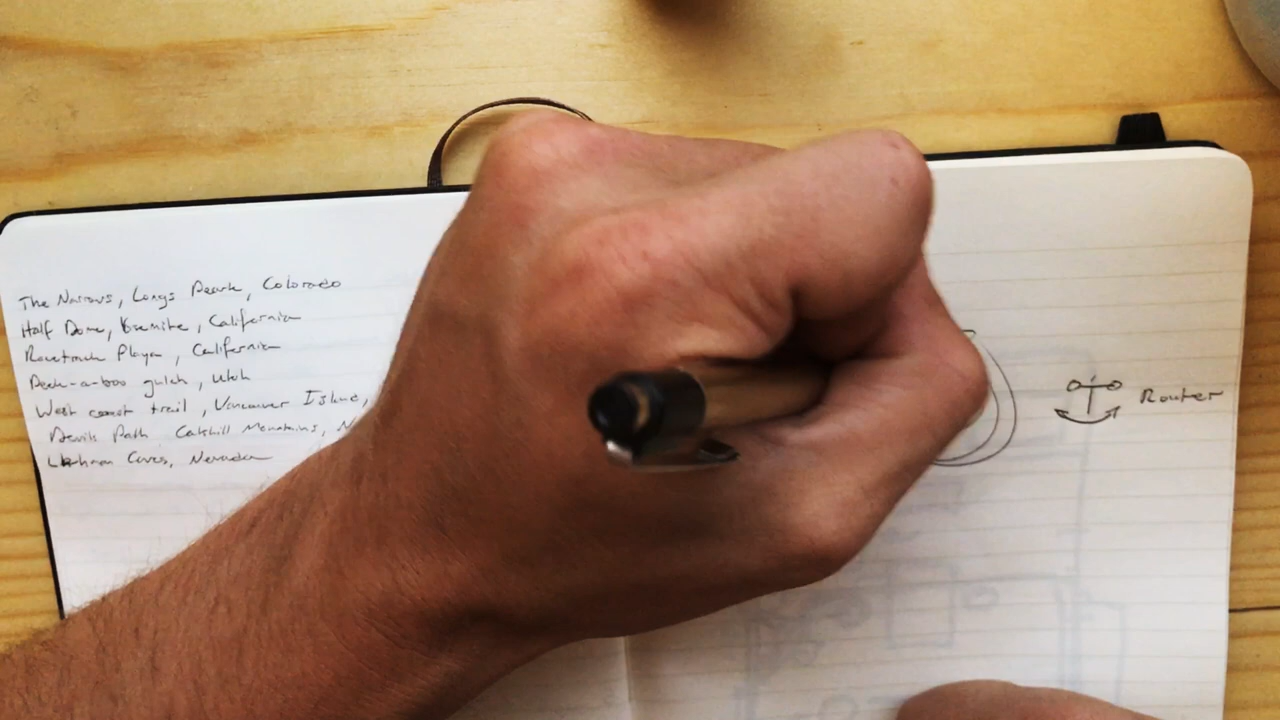 The Narrows, Longs Peark, Colorado
Half Dome, Yosemite, California
Racetrack Playa, California
Peek-a-boo gulch, Utah
West coast trail, Vancouver Island,
Devils Path Catskill Mountains, N
Lehman Caves, Nevada
Router